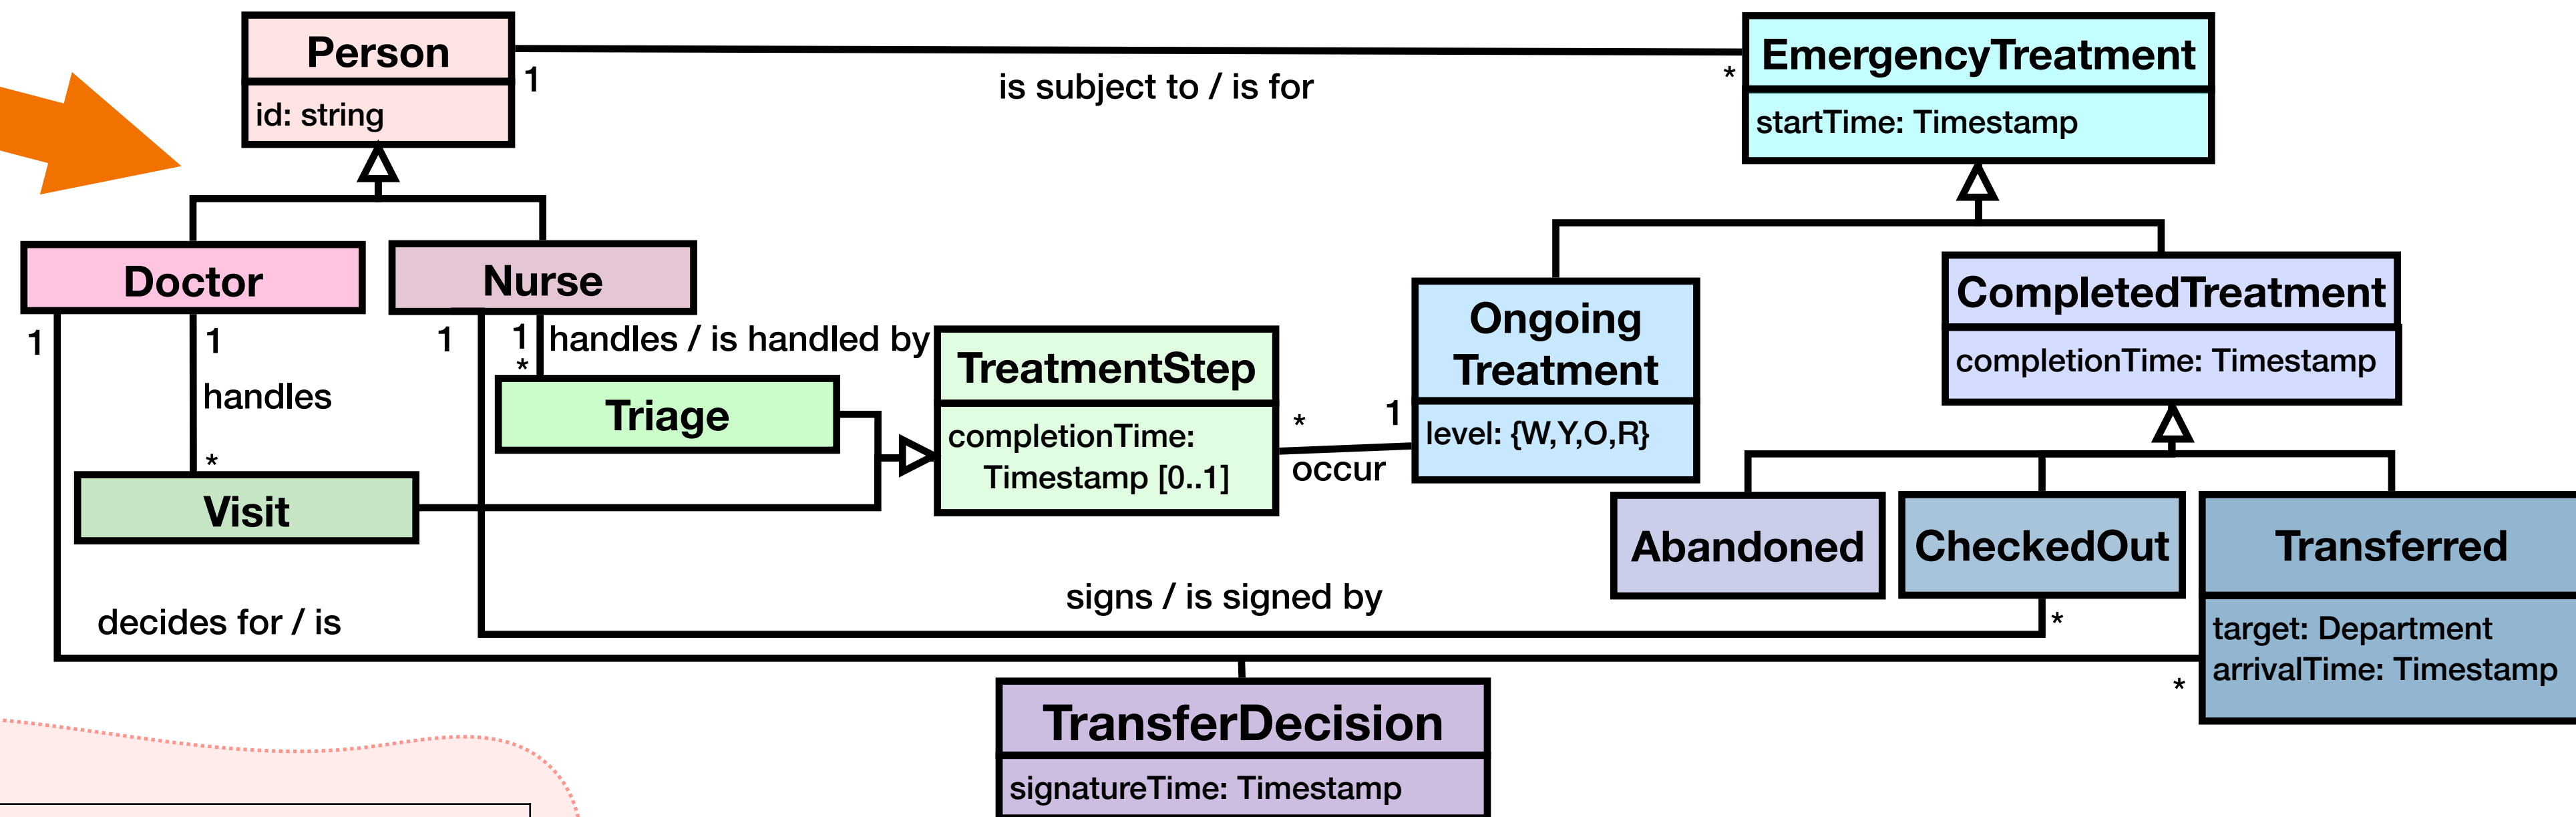 Person
id: string
1
is subject to / is for
*
EmergencyTreatment
startTime: Timestamp
Doctor
Nurse
1
1
handles
*
Visit
1
1
*
handles / is handled by
Triage
TreatmentStep
completionTime:
Timestamp [0..1]
*
1
occur
Ongoing
Treatment
level: {W,Y,O,R}
CompletedTreatment
completionTime: Timestamp
Abandoned
CheckedOut
Transferred
target: Department
arrivalTime: Timestamp
decides for / is
signs / is signed by
*
*
TransferDecision
signatureTime: Timestamp